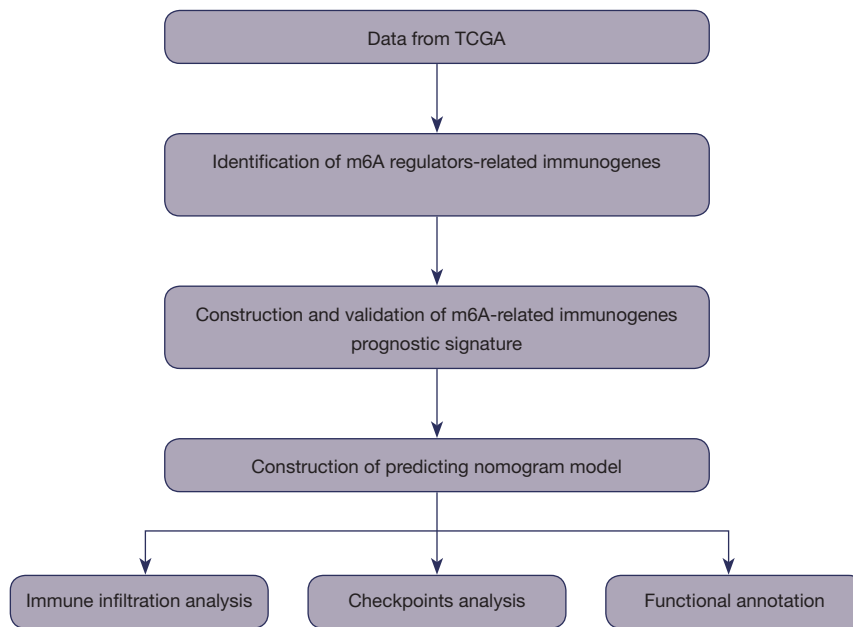 Data from TCGA
Identification of m6A regulators-related immunogenes
Construction and validation of m6A-related immunogenes
prognostic signature
Construction of predicting nomogram model
Immune infiltration analysis
Checkpoints analysis
Functional annotation